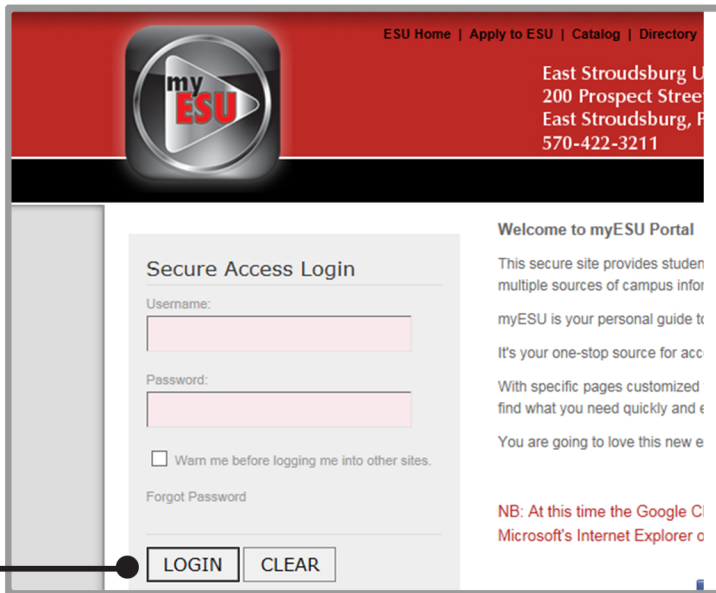 ESU Home | Apply to ESU | Catalog | Directory
my
ESU
East Stroudsburg U
200 Prospect Stree
East Stroudsburg, P
570-422-3211
Welcome to myESU Portal
Secure Access Login
This secure site provides studen
multiple sources of campus infor
Username:
myESU is your personal guide to
It's your one-stop source for acc
Password:
With specific pages customized
find what you need quickly and e
You are going to love this new e
Warn me before logging me into other sites.
Forgot Password
NB: At this time the Google C
Microsoft's Internet Explorer o
LOGIN CLEAR